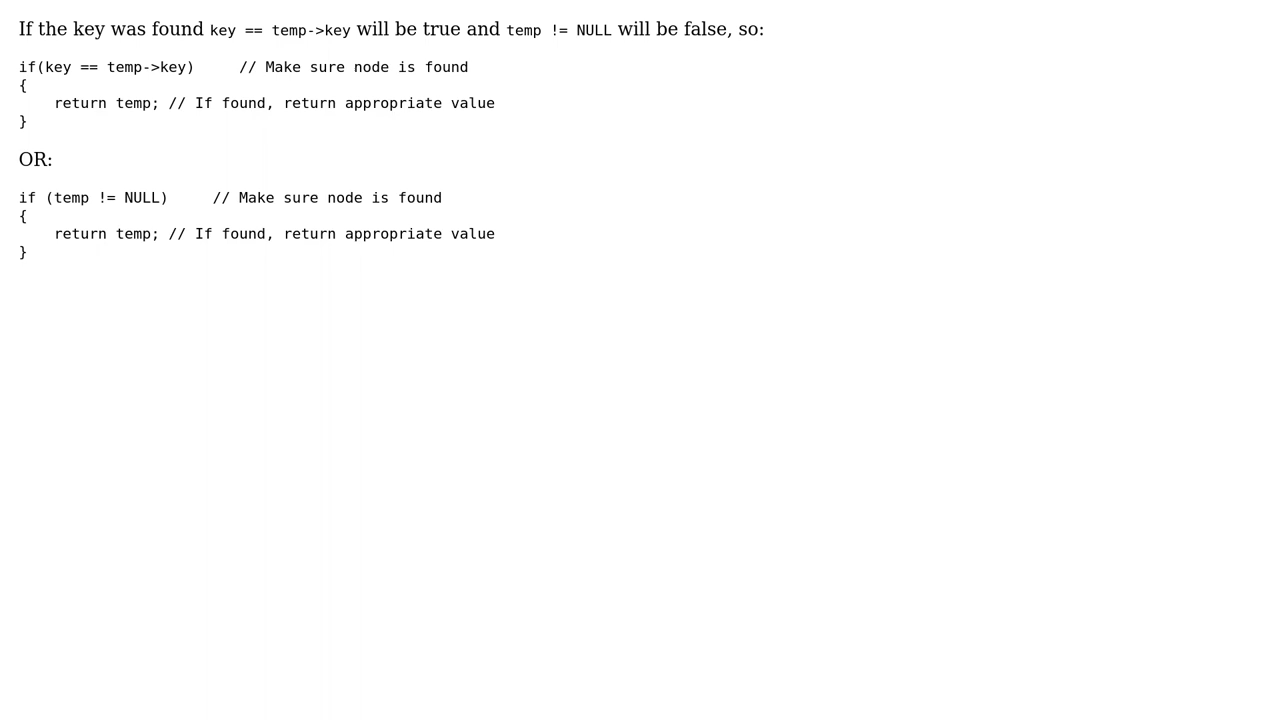 If the key was found key == temp->key will be true and temp != NULL will be false, so:
if(key == temp->key)     // Make sure node is found
{
    return temp; // If found, return appropriate value
}
OR:
if (temp != NULL)     // Make sure node is found
{
    return temp; // If found, return appropriate value
}